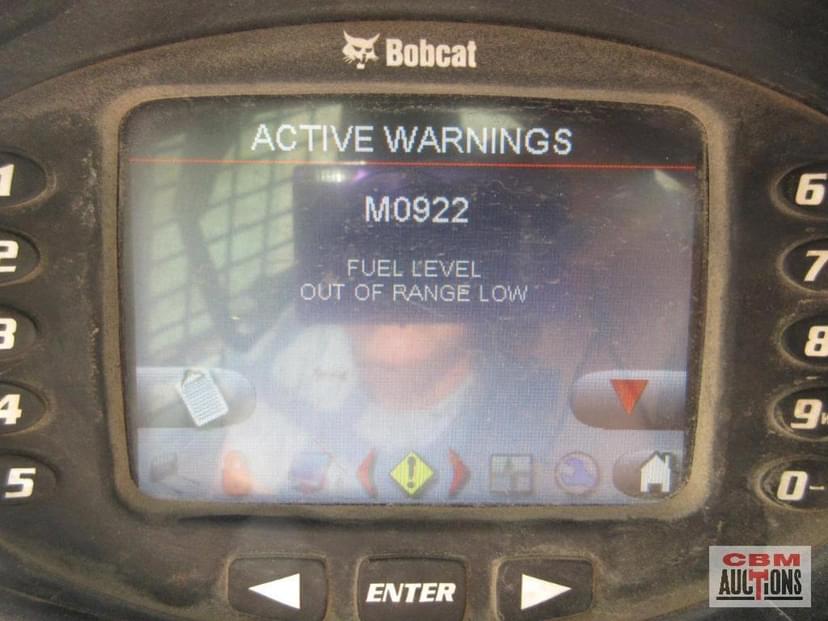 Bobcat
ACTIVE WARNINGS
M0922
FUEL LEVEL
OUT OF RANGE LOW
1
2
3
4
5
6
7
8
9
0
ENTER
CBM
AUCTIONS